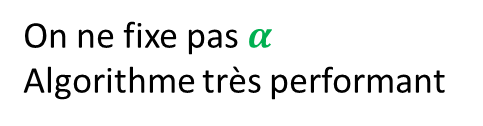 On ne fixe pas α
Algorithme très performant